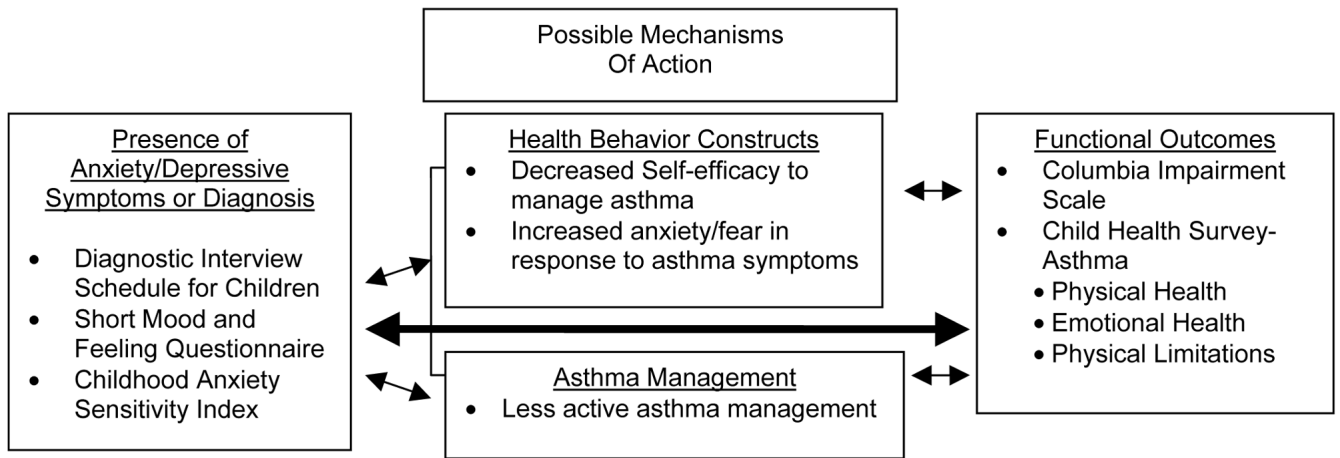 Possible Mechanisms
Of Action
Presence of
Anxiety/Depressive
Symptoms or Diagnosis
• Diagnostic Interview
Schedule for Children
• Short Mood and
Feeling Questionnaire
• Childhood Anxiety
Sensitivity Index
Health Behavior Constructs
• Decreased Self-efficacy to
manage asthma
• Increased anxiety/fear in
response to asthma symptoms
Asthma Management
• Less active asthma management
Functional Outcomes
• Columbia Impairment
Scale
• Child Health Survey-
Asthma
• Physical Health
• Emotional Health
• Physical Limitations